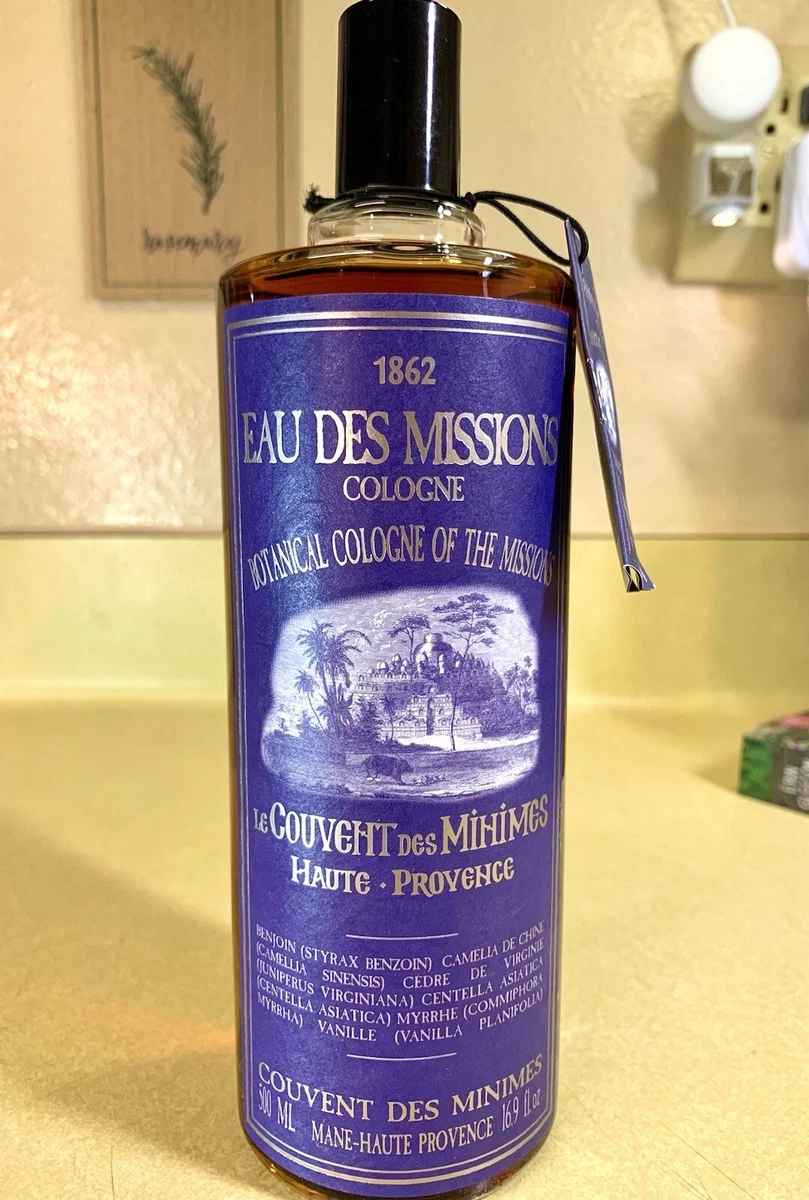 rosemary
1862
EAU DES MISSIONS
COLOGNE
BOTANICAL COLOGNE OF THE MISSIONS
LE COUVENT DES MINIMES
HAUTE · PROVENCE
BENJOIN (STYRAX BENZOIN) CAMELIA DE CHINE
(CAMELLIA SINENSIS) CEDRE DE VIRGINIE
(JUNIPERUS VIRGINIANA) CENTELLA ASIATICA
(CENTELLA ASIATICA) MYRRHE (COMMIPHORA
MYRRHA) VANILLE (VANILLA PLANIFOLIA)
COUVENT DES MINIMES
500 ML MANE-HAUTE PROVENCE 16.9 fl.oz